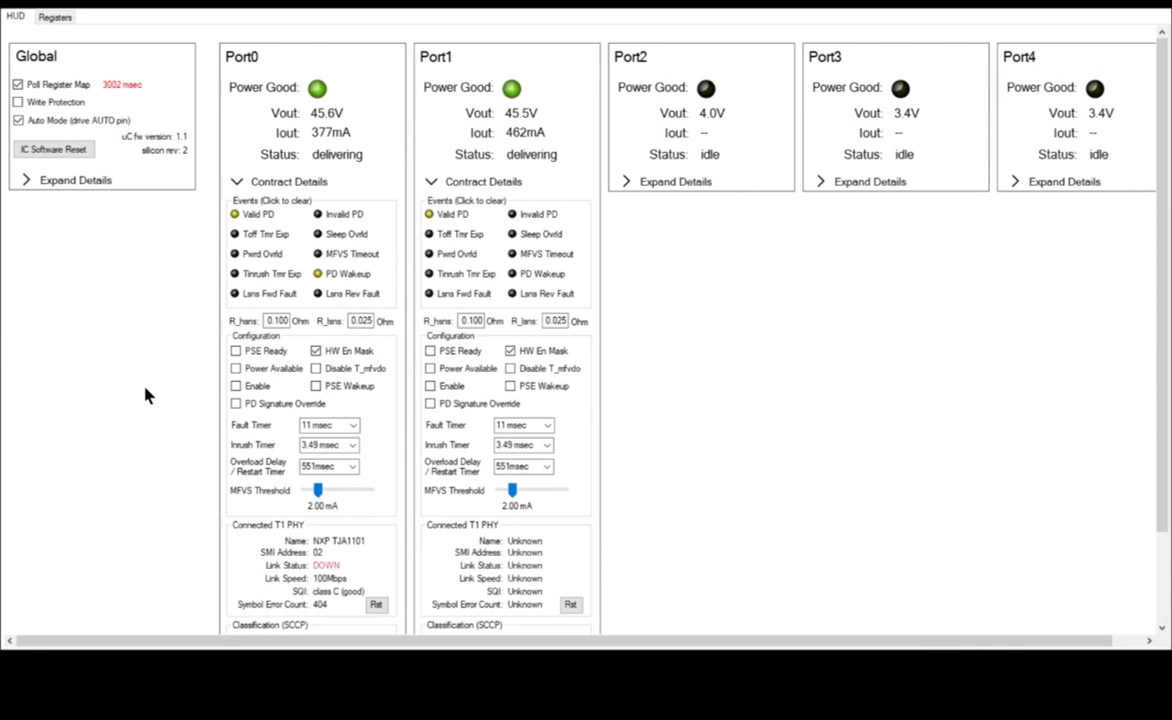 HUD Registers
Global
Poll Register Map 3002 msec
Write Protection
Auto Mode (drive AUTO pin)
uC fw version: 1.1
IC Software Reset silicon rev: 2
Expand Details
Port0
Power Good:
Vout: 45.6V
Iout: 377mA
Status: delivering
Contract Details
Events (Click to clear)
Valid PD Invalid PD
Toff Tmr Exp Sleep Ovrld
Pwrd Ovrld MFVS Timeout
Tinrush Tmr Exp PD Wakeup
Lsns Fwd Fault Lsns Rev Fault
R_hsns: 0.100 Ohm R_lsns: 0.025 Ohm
Configuration
PSE Ready HW En Mask
Power Available Disable T_mfvdo
Enable PSE Wakeup
PD Signature Override
Fault Timer 11 msec
Inrush Timer 3.49 msec
Overload Delay
/ Restart Timer 551msec
MFVS Threshold
2.00 mA
Connected T1 PHY
Name: NXP TJA1101
SMI Address: 02
Link Status: DOWN
Link Speed: 100Mbps
SQI: class C (good)
Symbol Error Count: 404 Rst
Classification (SCCP)
Port1
Power Good:
Vout: 45.5V
Iout: 462mA
Status: delivering
Contract Details
Events (Click to clear)
Valid PD Invalid PD
Toff Tmr Exp Sleep Ovrld
Pwrd Ovrld MFVS Timeout
Tinrush Tmr Exp PD Wakeup
Lsns Fwd Fault Lsns Rev Fault
R_hsns: 0.100 Ohm R_lsns: 0.025 Ohm
Configuration
PSE Ready HW En Mask
Power Available Disable T_mfvdo
Enable PSE Wakeup
PD Signature Override
Fault Timer 11 msec
Inrush Timer 3.49 msec
Overload Delay
/ Restart Timer 551msec
MFVS Threshold
2.00 mA
Connected T1 PHY
Name: Unknown
SMI Address: Unknown
Link Status: Unknown
Link Speed: Unknown
SQI: Unknown
Symbol Error Count: Unknown Rst
Classification (SCCP)
Port2
Power Good:
Vout: 4.0V
Iout: --
Status: idle
Expand Details
Port3
Power Good:
Vout: 3.4V
Iout: --
Status: idle
Expand Details
Port4
Power Good:
Vout: 3.4V
Iout: --
Status: idle
Expand Details